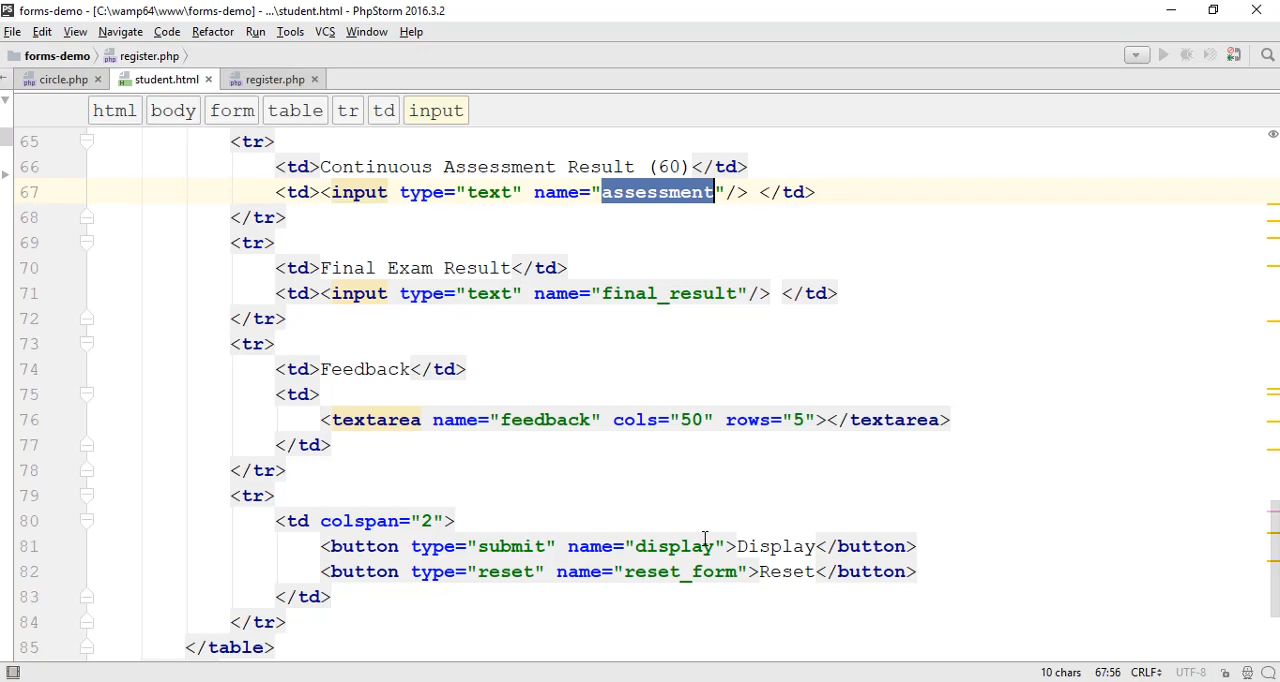 PS forms-demo - [C:\wamp64\www\forms-demo] - ...\student.html - PhpStorm 2016.3.2
File Edit View Navigate Code Refactor Run Tools VCS Window Help
forms-demo register.php
circle.php student.html register.php
html body form table tr td input
65 <tr>
66 <td>Continuous Assessment Result (60)</td>
67 <td><input type="text" name="assessment"/> </td>
68 </tr>
69 <tr>
70 <td>Final Exam Result</td>
71 <td><input type="text" name="final_result"/> </td>
72 </tr>
73 <tr>
74 <td>Feedback</td>
75 <td>
76 <textarea name="feedback" cols="50" rows="5"></textarea>
77 </td>
78 </tr>
79 <tr>
80 <td colspan="2">
81 <button type="submit" name="display">Display</button>
82 <button type="reset" name="reset_form">Reset</button>
83 </td>
84 </tr>
85 </table>
10 chars 67:56 CRLF UTF-8